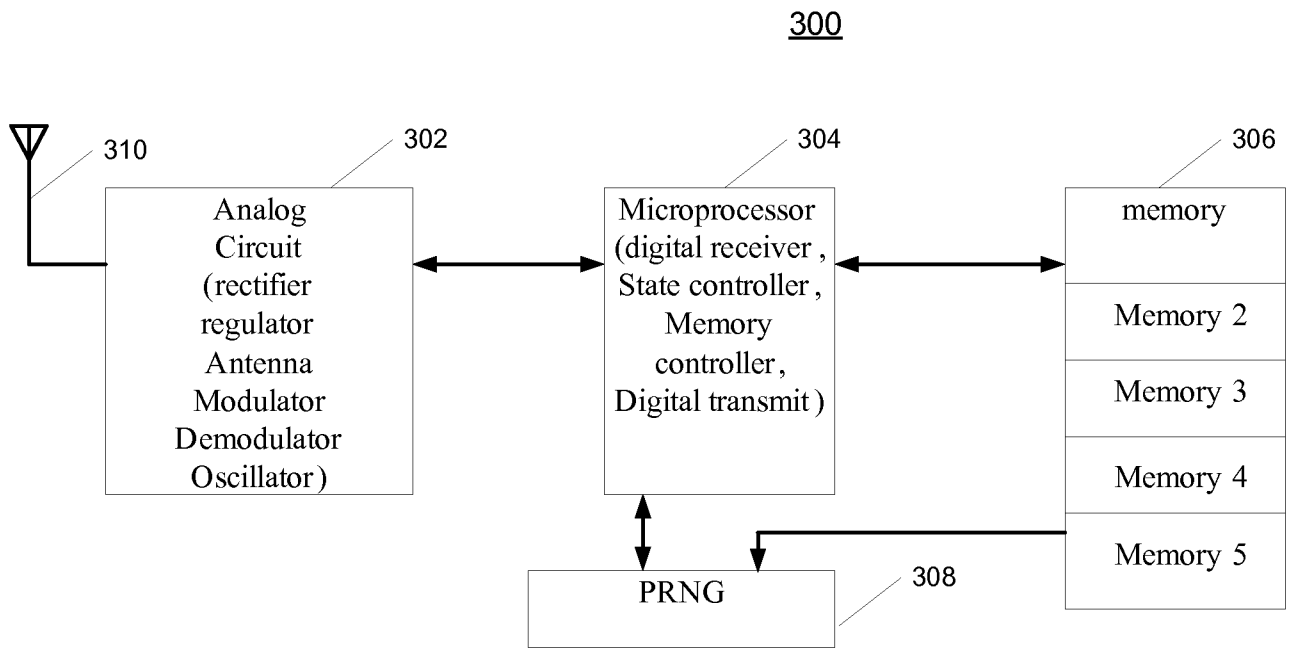 300
310
302
304
306
Analog
Circuit
(rectifier
regulator
Antenna
Modulator
Demodulator
Oscillator)
Microprocessor
(digital receiver,
State controller,
Memory
controller,
Digital transmit)
memory
Memory 2
Memory 3
Memory 4
Memory 5
PRNG
308